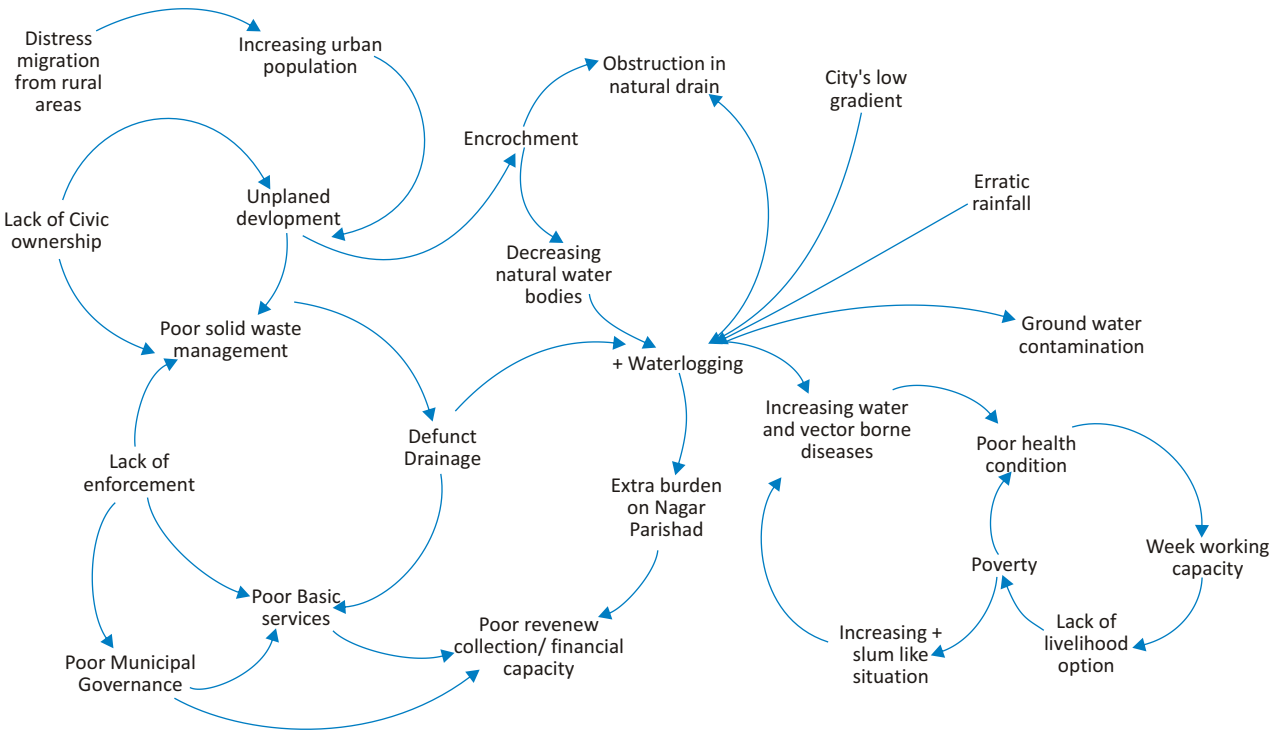 Distress
migration
from rural
areas
Increasing urban
population
Obstruction in
natural drain
City's low
gradient
Encrochment
Erratic
rainfall
Lack of Civic
ownership
Unplaned
devlopment
Decreasing
natural water
bodies
Poor solid waste
management
+ Waterlogging
Ground water
contamination
Defunct
Drainage
Increasing water
and vector borne
diseases
Poor health
condition
Lack of
enforcement
Extra burden
on Nagar
Parishad
Week working
capacity
Poverty
Poor Basic
services
Poor revenew
collection/ financial
capacity
Increasing +
slum like
situation
Lack of
livelihood
option
Poor Municipal
Governance